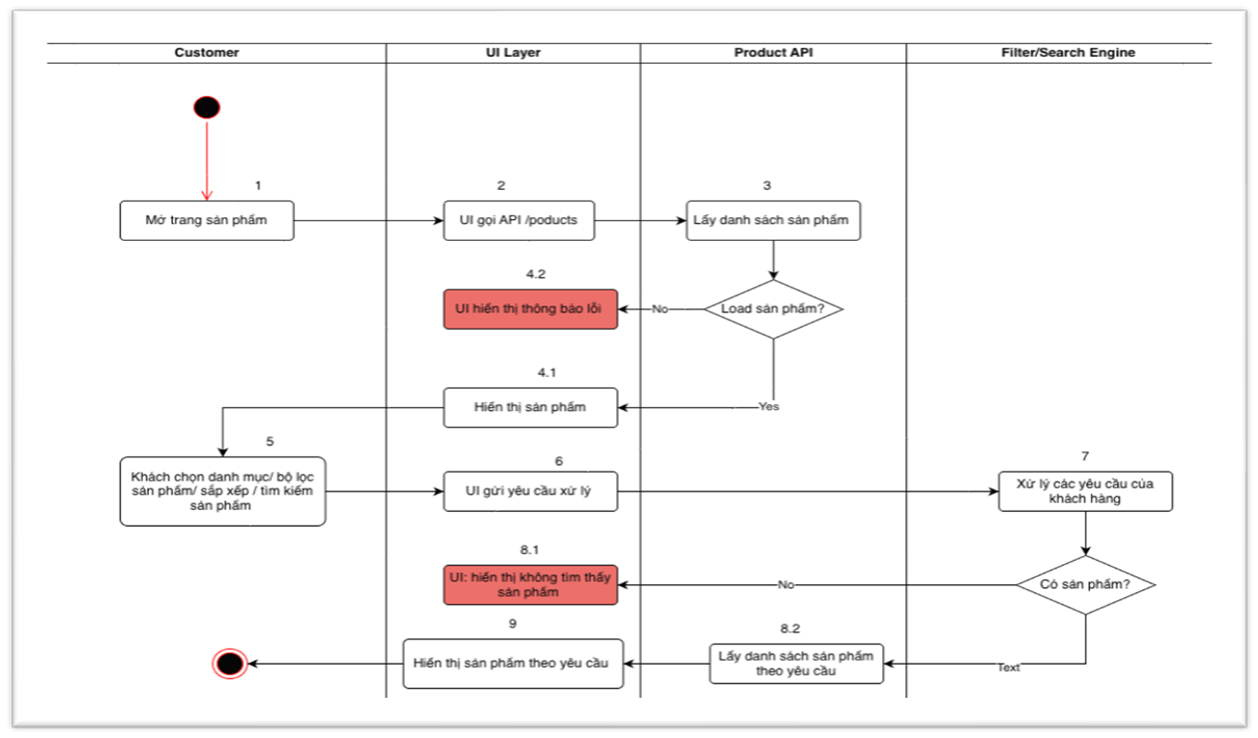 Customer
UI Layer
Product API
Filter/Search Engine
1
2
3
Mở trang sản phẩm
UI gọi API /poducts
Lấy danh sách sản phẩm
4.2
UI hiển thị thông báo lỗi
No
Load sản phẩm?
4.1
Hiển thị sản phẩm
Yes
5
6
7
Khách chọn danh mục/ bộ lọc
sản phẩm/ sắp xếp / tìm kiếm
sản phẩm
UI gửi yêu cầu xử lý
Xử lý các yêu cầu của
khách hàng
8.1
UI: hiển thị không tìm thấy
sản phẩm
No
Có sản phẩm?
9
8.2
Hiển thị sản phẩm theo yêu cầu
Lấy danh sách sản phẩm
theo yêu cầu
Text